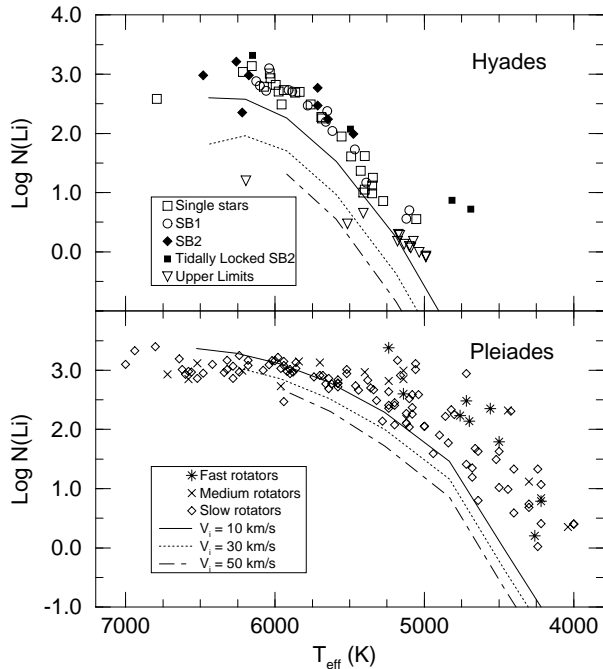 4.0
Hyades
3.0
2.0
1.0
0.0
Log N(Li)
Single stars
SB1
SB2
Tidally Locked SB2
Upper Limits
Pleiades
3.0
2.0
1.0
0.0
-1.0
Log N(Li)
Fast rotators
Medium rotators
Slow rotators
V_i = 10 km/s
V_i = 30 km/s
V_i = 50 km/s
7000 6000 5000 4000
T_eff (K)